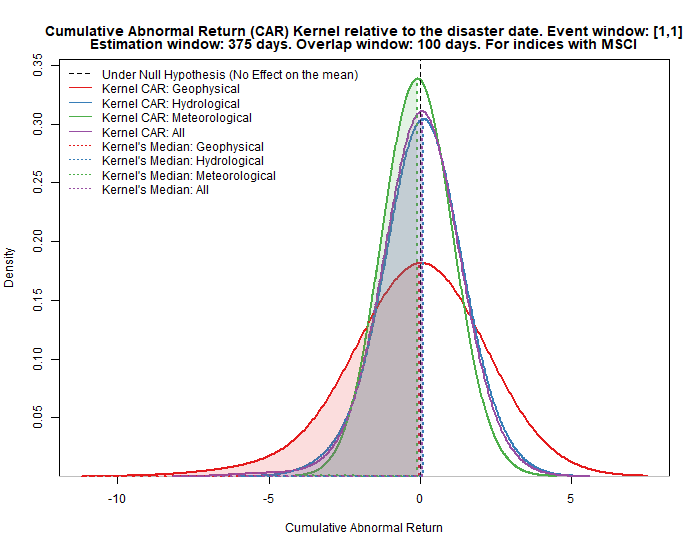 Cumulative Abnormal Return (CAR) Kernel relative to the disaster date. Event window: [1,1]
Estimation window: 375 days. Overlap window: 100 days. For indices with MSCI
Under Null Hypothesis (No Effect on the mean)
Kernel CAR: Geophysical
Kernel CAR: Hydrological
Kernel CAR: Meteorological
Kernel CAR: All
Kernel's Median: Geophysical
Kernel's Median: Hydrological
Kernel's Median: Meteorological
Kernel's Median: All
Density
0.35
0.30
0.25
0.20
0.15
0.10
0.05
-10
-5
0
5
Cumulative Abnormal Return